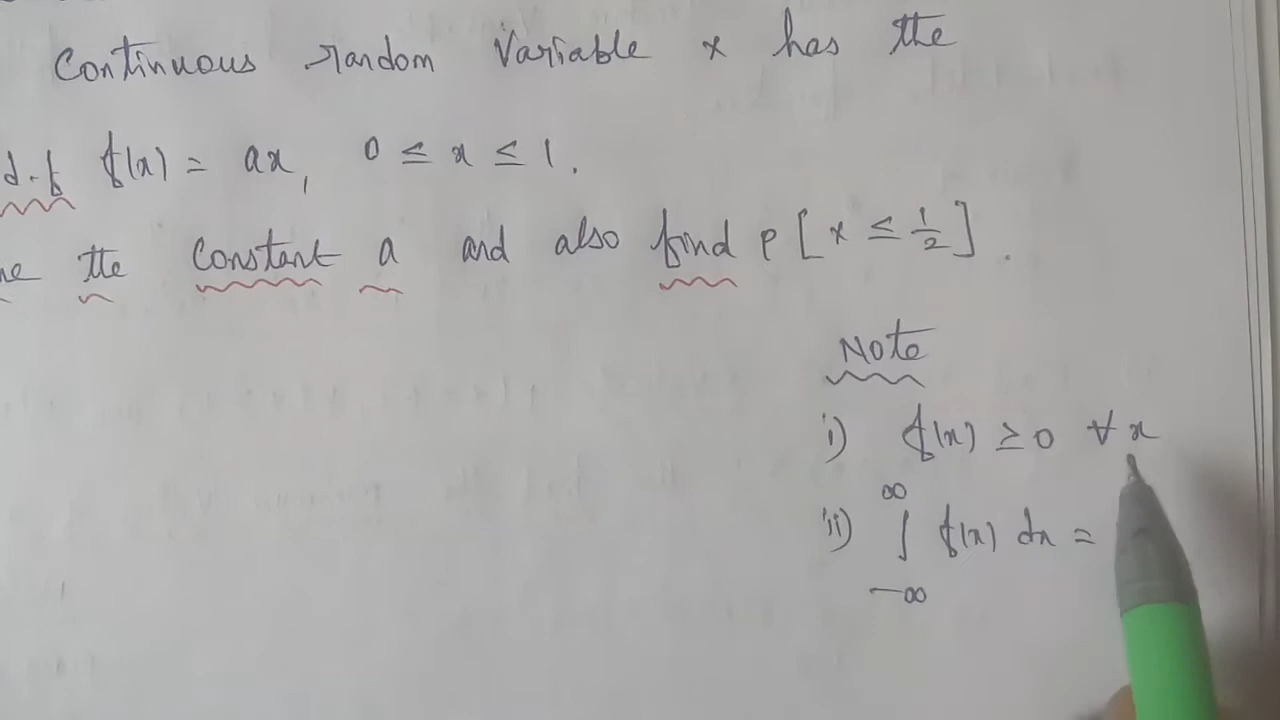 Continuous random Variable x has the
d.f f(x) = ax, 0 ≤ x ≤ 1.
ne the constant a and also find P[x ≤ 1/2].
Note
i) f(x) ≥ 0 ∀ x
ii) ∫_{-∞}^{∞} f(x) dx =